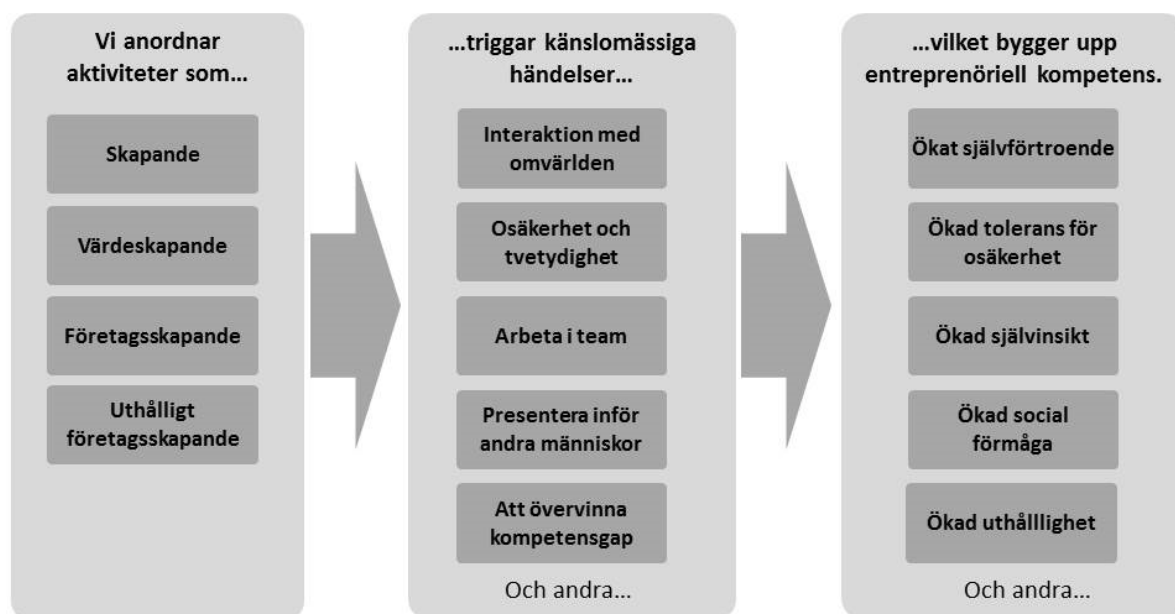 Vi anordnar
aktiviteter som...
Skapande
Värdeskapande
Företagsskapande
Uthålligt
företagsskapande
...triggar känslomässiga
händelser...
Interaktion med
omvärlden
Osäkerhet och
tvetydighet
Arbeta i team
Presentera inför
andra människor
Att övervinna
kompetensgap
Och andra...
...vilket bygger upp
entreprenöriell kompetens.
Ökat självförtroende
Ökad tolerans för
osäkerhet
Ökad självinsikt
Ökad social
förmåga
Ökad uthålllighet
Och andra...